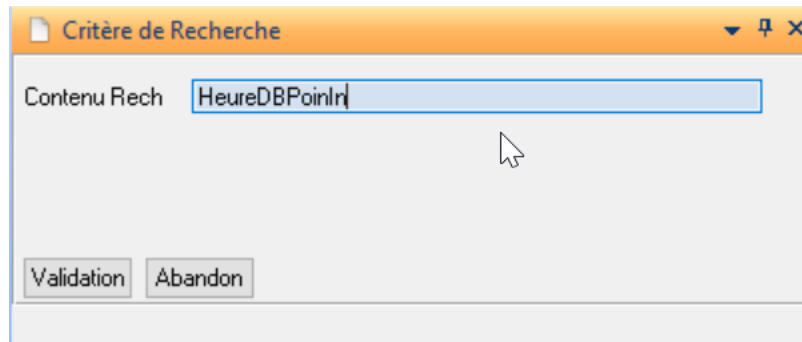 Critère de Recherche
Contenu Rech HeureDBPoinIn
Validation Abandon